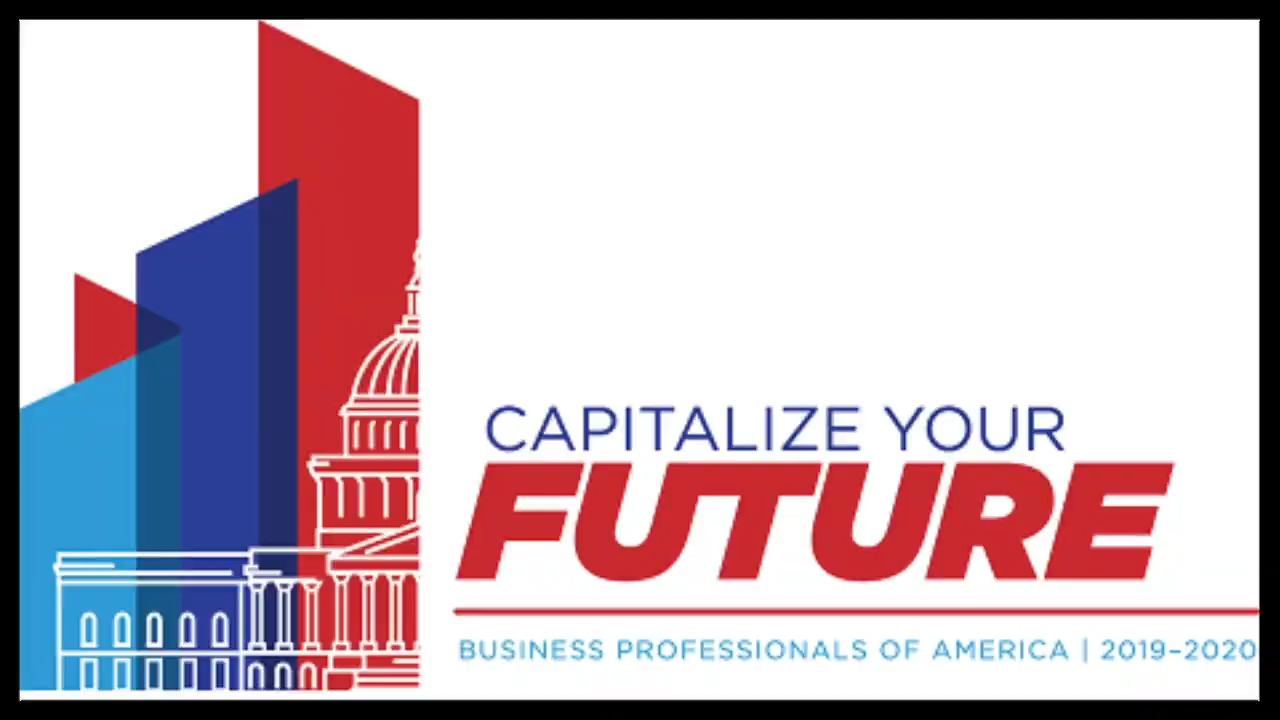 CAPITALIZE YOUR
FUTURE
BUSINESS PROFESSIONALS OF AMERICA | 2019–2020